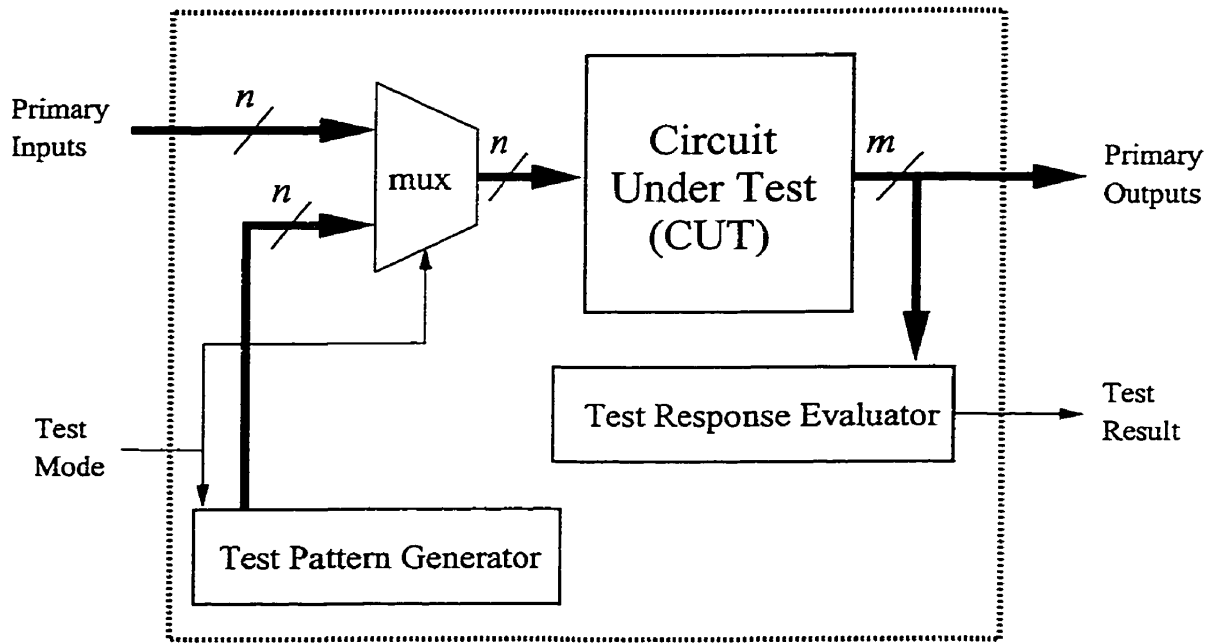 Primary
Inputs
n
n
mux
n
Circuit
Under Test
(CUT)
m
Primary
Outputs
Test Response Evaluator
Test
Result
Test
Mode
Test Pattern Generator